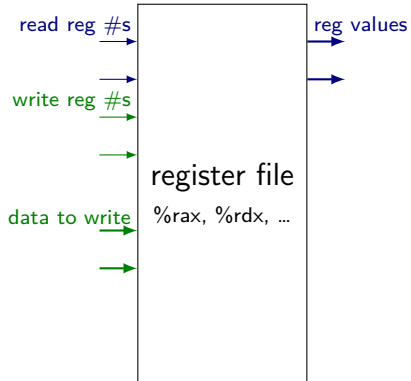 read reg #s
reg values
write reg #s
register file
%rax, %rdx, …
data to write